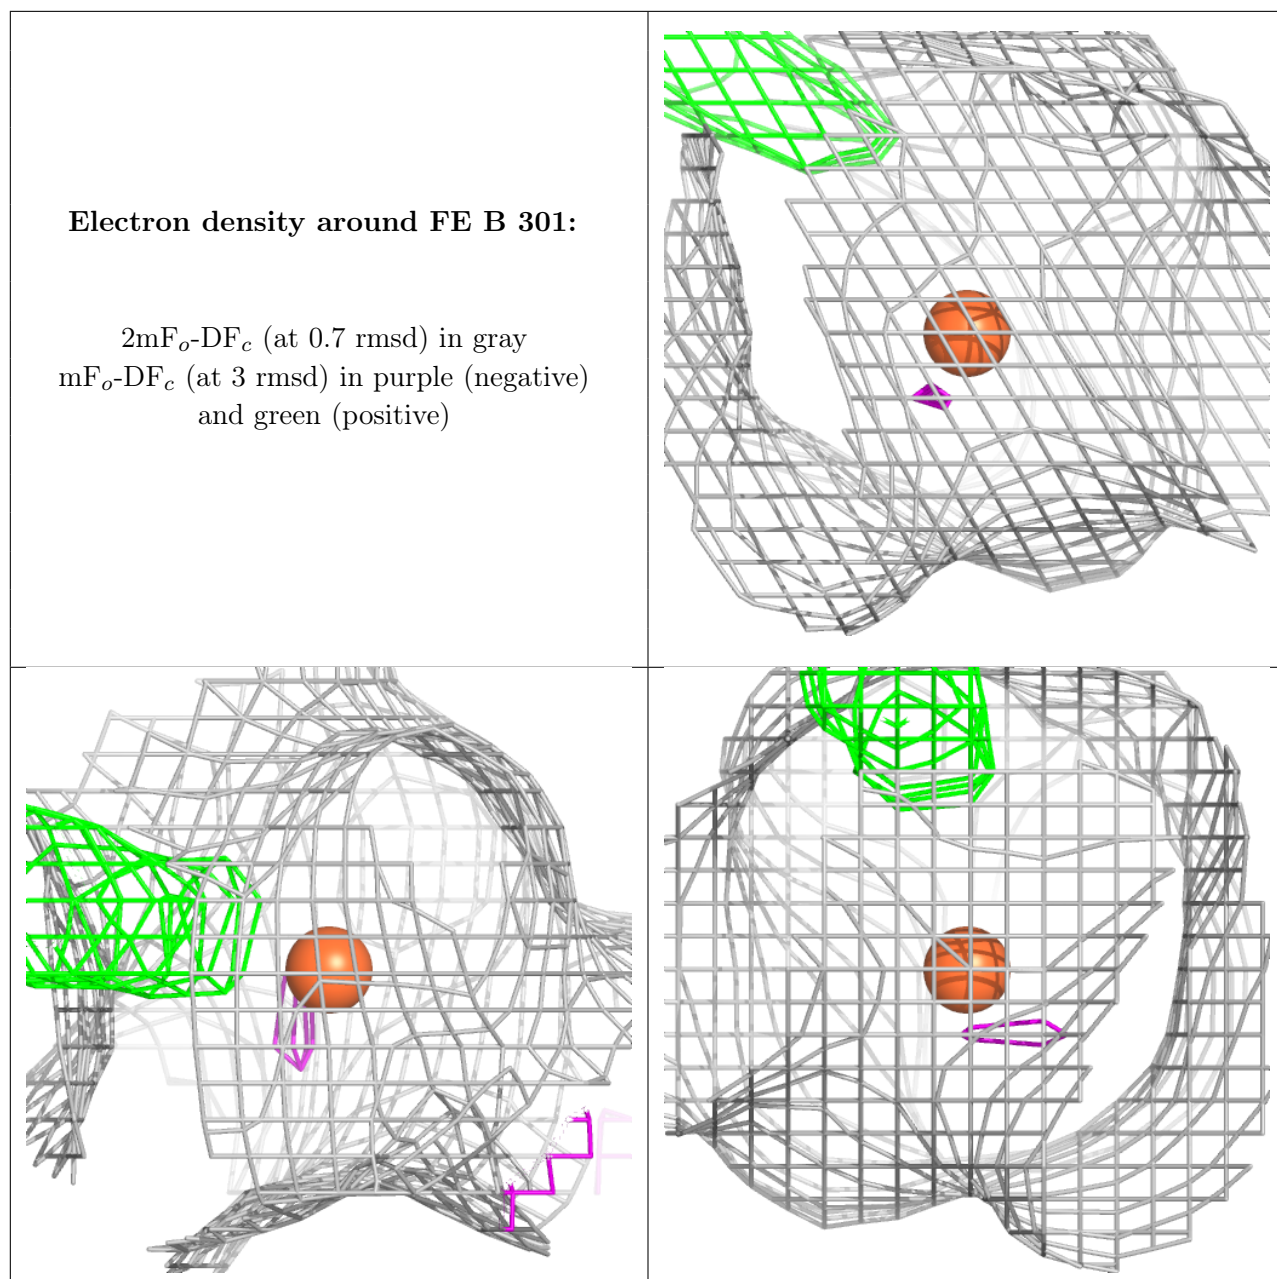 Electron density around FE B 301:
2mFo-DFc (at 0.7 rmsd) in gray
mFo-DFc (at 3 rmsd) in purple (negative)
and green (positive)